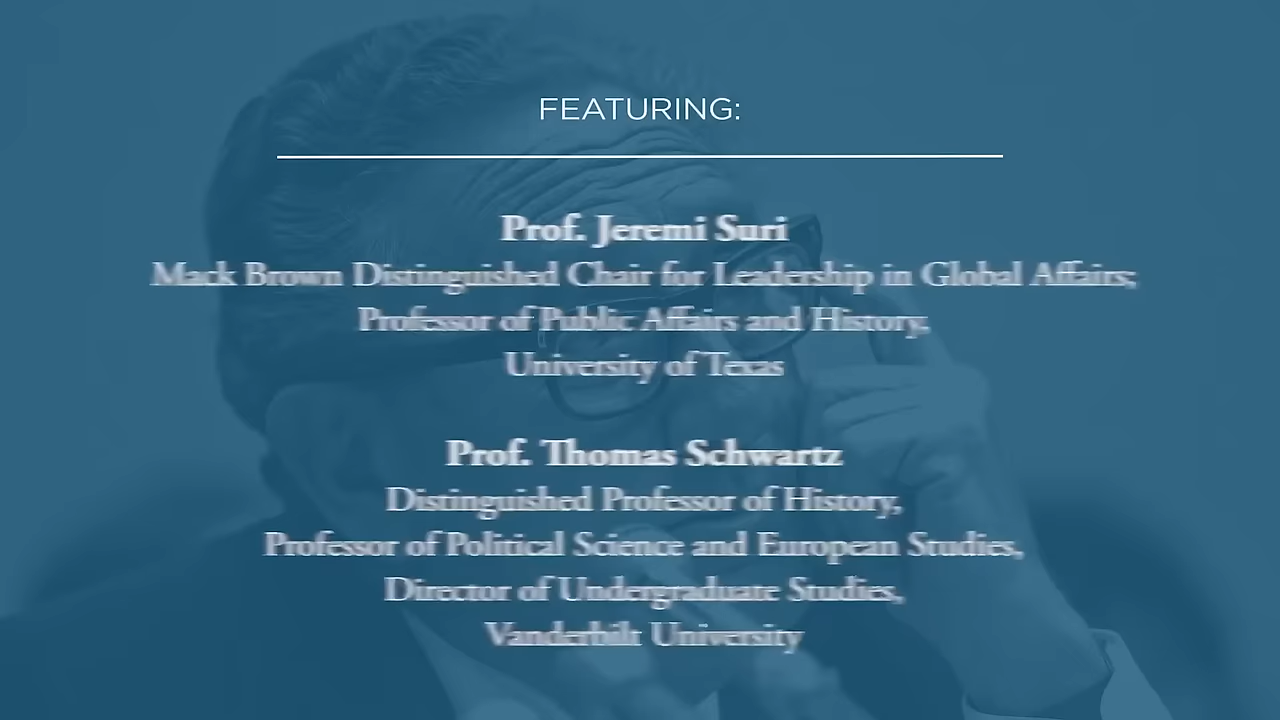 FEATURING:
Prof. Jeremi Suri
Mack Brown Distinguished Chair for Leadership in Global Affairs;
Professor of Public Affairs and History,
University of Texas
Prof. Thomas Schwartz
Distinguished Professor of History,
Professor of Political Science and European Studies,
Director of Undergraduate Studies,
Vanderbilt University